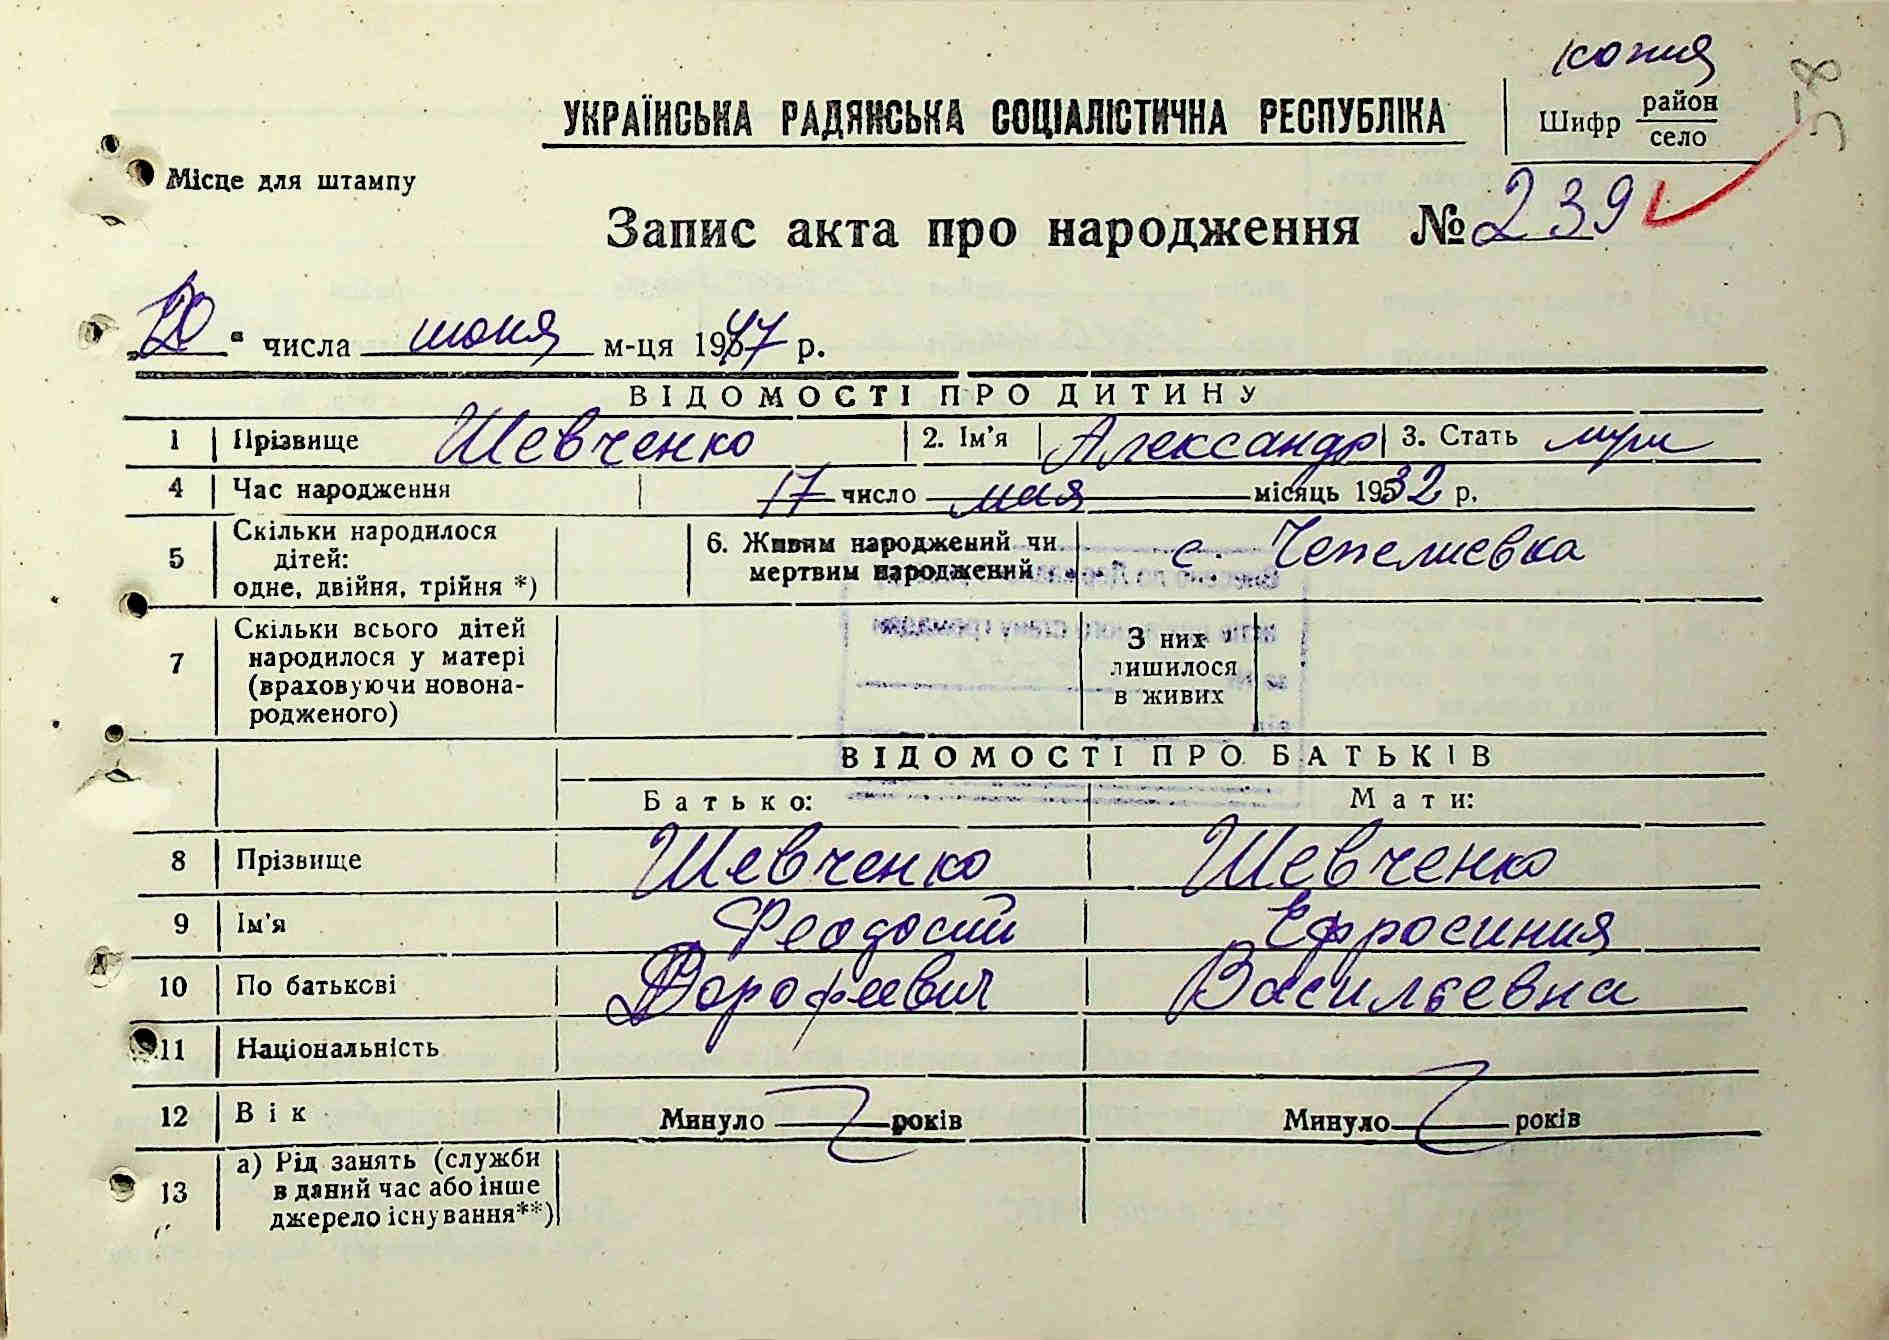 копия
58
УКРАЇНСЬКА РАДЯНСЬКА СОЦІАЛІСТИЧНА РЕСПУБЛІКА
Шифр район
село
Місце для штампу
Запис акта про народження № 239
„20" числа июня м-ця 1947 р.
ВІДОМОСТІ ПРО ДИТИНУ
1 Прізвище Шевченко 2. Ім'я Александр 3. Стать муж
4 Час народження 17 число мая місяць 1932 р.
5 Скільки народилося дітей: одне, двійня, трійня *) 6. Живим народжений чи мертвим народжений с. Чепелиевка
7 Скільки всього дітей народилося у матері (враховуючи новонародженого) З них лишилося в живих
ВІДОМОСТІ ПРО БАТЬКІВ
Батько: Мати:
8 Прізвище Шевченко Шевченко
9 Ім'я Феодосий Ефросиния
10 По батькові Дорофеевич Васильевна
11 Національність
12 Вік Минуло років Минуло років
13 а) Рід занять (служби в даний час або інше джерело існування**)